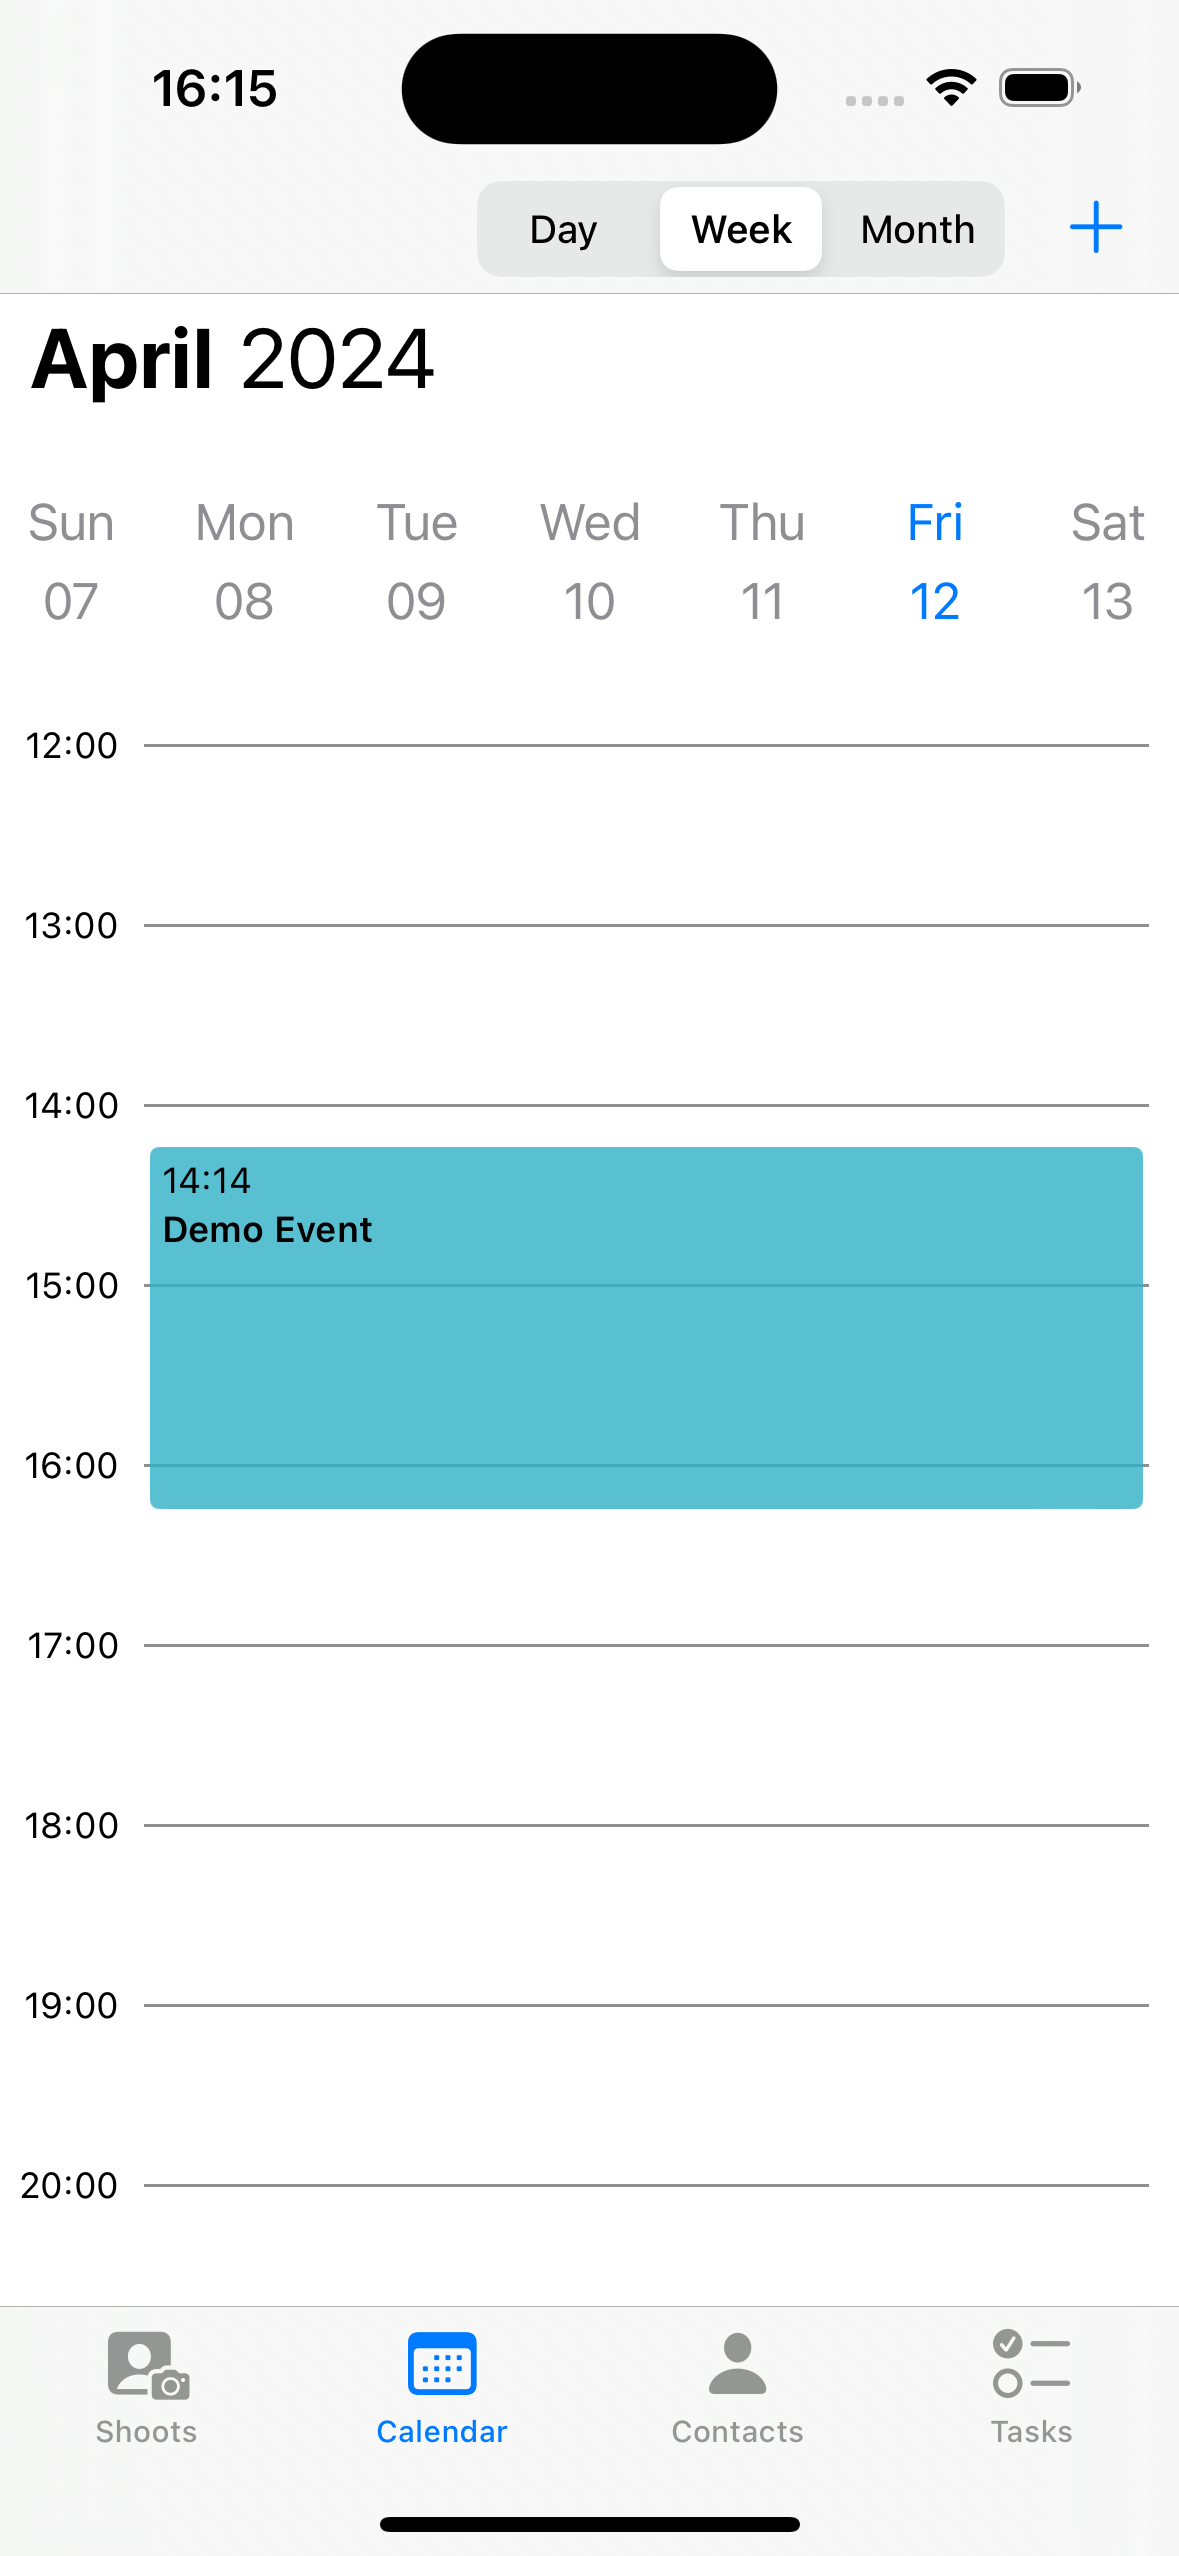 16:15
Day Week Month
April 2024
Sun Mon Tue Wed Thu Fri Sat
07 08 09 10 11 12 13
12:00
13:00
14:00
14:14
Demo Event
15:00
16:00
17:00
18:00
19:00
20:00
Shoots Calendar Contacts Tasks